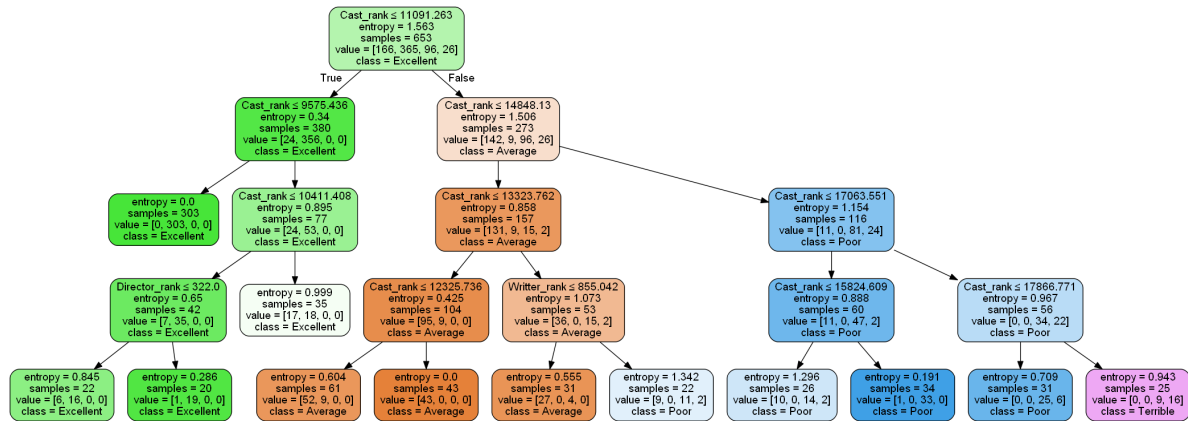 Cast_rank ≤ 11091.263
entropy = 1.563
samples = 653
value = [166, 365, 96, 26]
class = Excellent
True
False
Cast_rank ≤ 9575.436
entropy = 0.34
samples = 380
value = [24, 356, 0, 0]
class = Excellent
Cast_rank ≤ 14848.13
entropy = 1.506
samples = 273
value = [142, 9, 96, 26]
class = Average
entropy = 0.0
samples = 303
value = [0, 303, 0, 0]
class = Excellent
Cast_rank ≤ 10411.408
entropy = 0.895
samples = 77
value = [24, 53, 0, 0]
class = Excellent
Cast_rank ≤ 13323.762
entropy = 0.858
samples = 157
value = [131, 9, 15, 2]
class = Average
Cast_rank ≤ 17063.551
entropy = 1.154
samples = 116
value = [11, 0, 81, 24]
class = Poor
Director_rank ≤ 322.0
entropy = 0.65
samples = 42
value = [7, 35, 0, 0]
class = Excellent
entropy = 0.999
samples = 35
value = [17, 18, 0, 0]
class = Excellent
Cast_rank ≤ 12325.736
entropy = 0.425
samples = 104
value = [95, 9, 0, 0]
class = Average
Writter_rank ≤ 855.042
entropy = 1.073
samples = 53
value = [36, 0, 15, 2]
class = Average
Cast_rank ≤ 15824.609
entropy = 0.888
samples = 60
value = [11, 0, 47, 2]
class = Poor
Cast_rank ≤ 17866.771
entropy = 0.967
samples = 56
value = [0, 0, 34, 22]
class = Poor
entropy = 0.845
samples = 22
value = [6, 16, 0, 0]
class = Excellent
entropy = 0.286
samples = 20
value = [1, 19, 0, 0]
class = Excellent
entropy = 0.604
samples = 61
value = [52, 9, 0, 0]
class = Average
entropy = 0.0
samples = 43
value = [43, 0, 0, 0]
class = Average
entropy = 0.555
samples = 31
value = [27, 0, 4, 0]
class = Average
entropy = 1.342
samples = 22
value = [9, 0, 11, 2]
class = Poor
entropy = 1.296
samples = 26
value = [10, 0, 14, 2]
class = Poor
entropy = 0.191
samples = 34
value = [1, 0, 33, 0]
class = Poor
entropy = 0.709
samples = 31
value = [0, 0, 25, 6]
class = Poor
entropy = 0.943
samples = 25
value = [0, 0, 9, 16]
class = Terrible